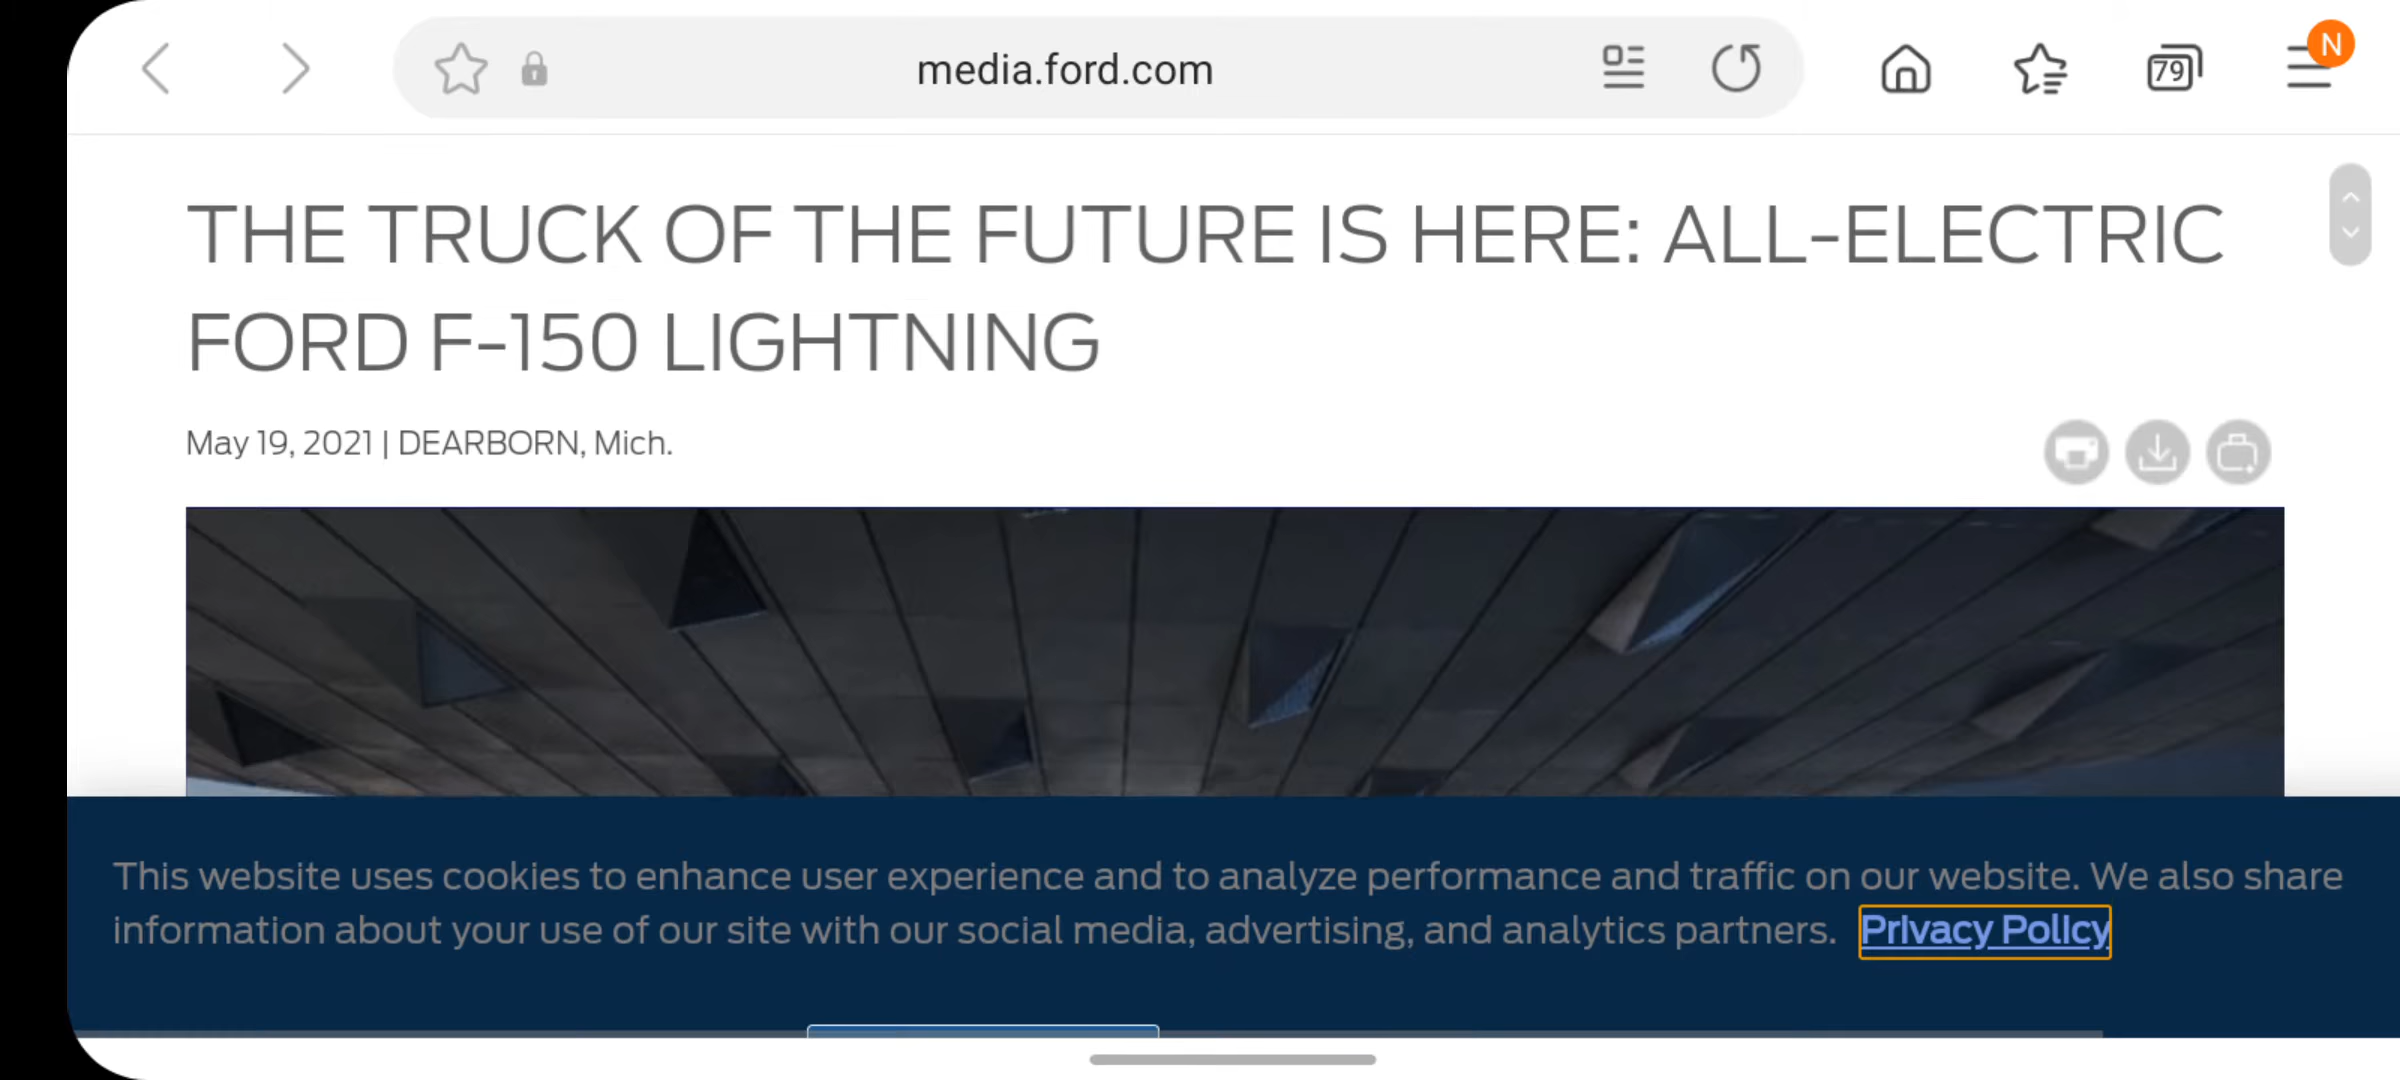 media.ford.com
79
N
THE TRUCK OF THE FUTURE IS HERE: ALL-ELECTRIC
FORD F-150 LIGHTNING
May 19, 2021 | DEARBORN, Mich.
This website uses cookies to enhance user experience and to analyze performance and traffic on our website. We also share
information about your use of our site with our social media, advertising, and analytics partners. Privacy Policy